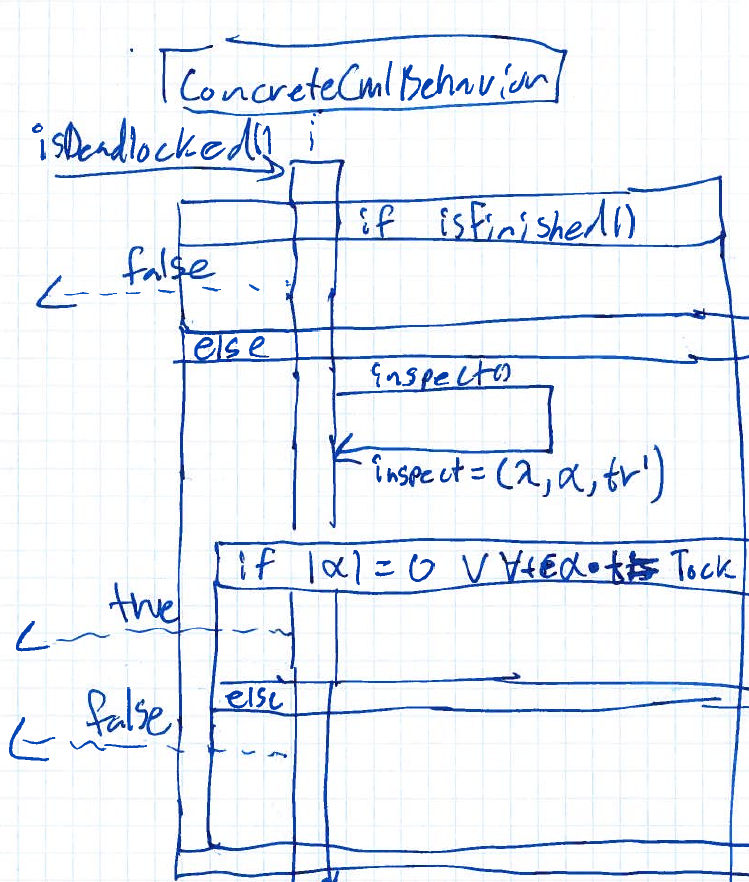 ConcreteCmlBehavior
isDeadlocked()
i
if isFinished()
false
else
inspect()
inspect = (λ, α, tr')
if |α| = 0 ∨ ∀t∈α• Tock
true
else
false